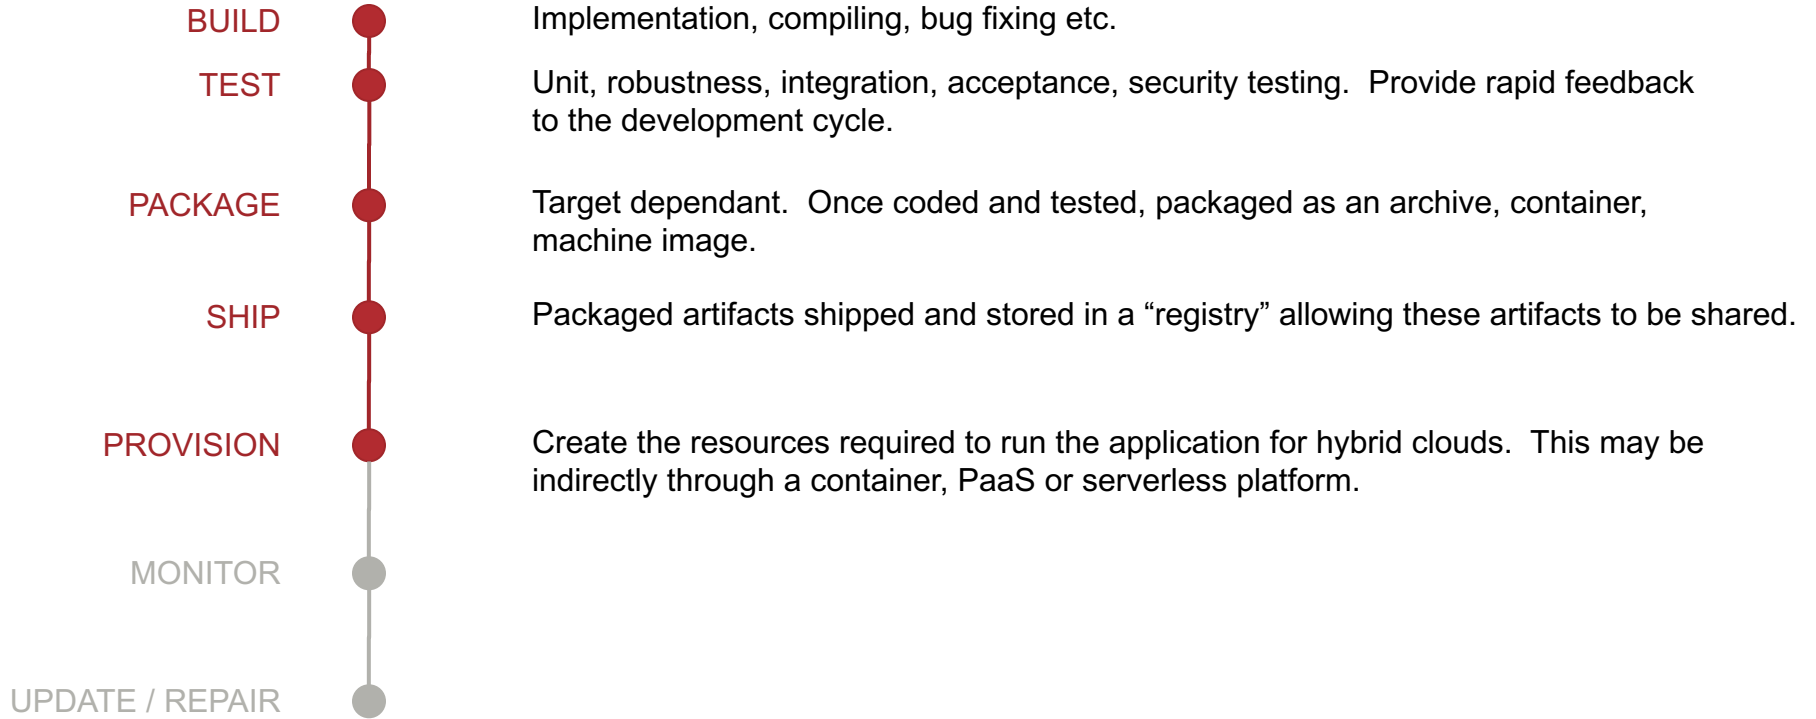 BUILD
Implementation, compiling, bug fixing etc.
TEST
Unit, robustness, integration, acceptance, security testing.  Provide rapid feedback
to the development cycle.
PACKAGE
Target dependant.  Once coded and tested, packaged as an archive, container,
machine image.
SHIP
Packaged artifacts shipped and stored in a “registry” allowing these artifacts to be shared.
PROVISION
Create the resources required to run the application for hybrid clouds.  This may be
indirectly through a container, PaaS or serverless platform.
MONITOR
UPDATE / REPAIR